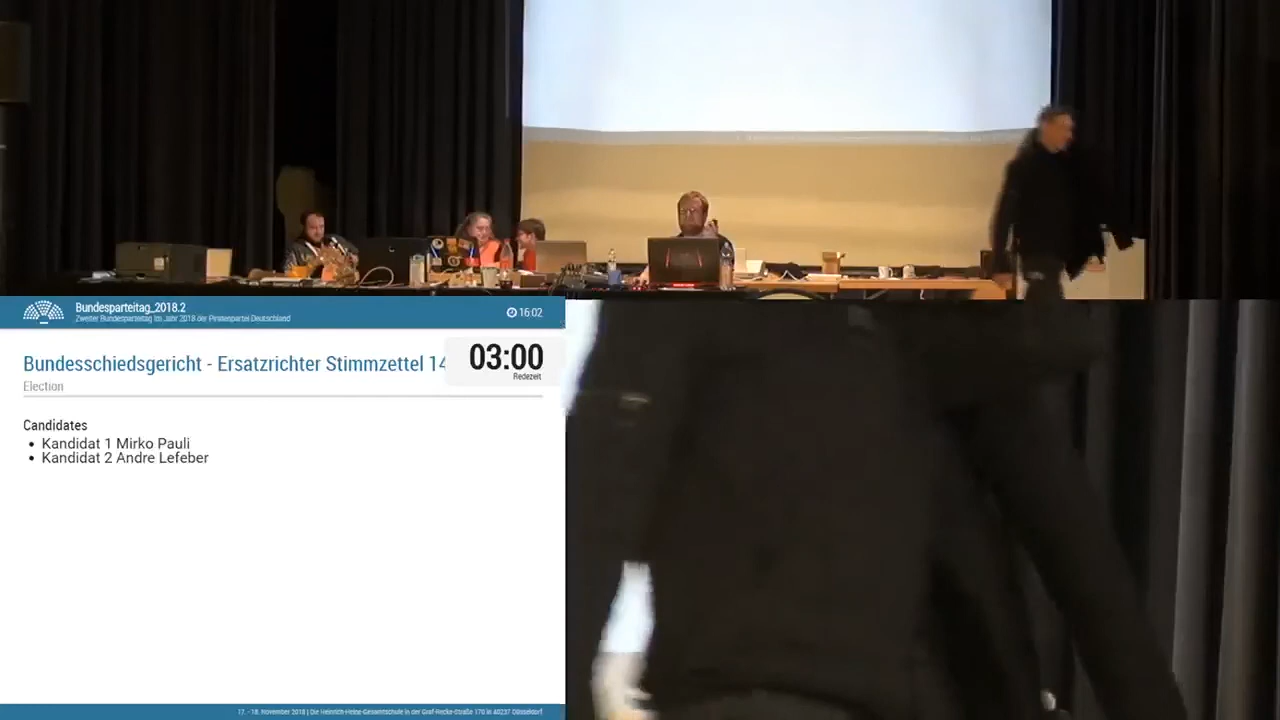 Bundesparteitag_2018.2
Zweiter Bundesparteitag im Jahr 2018 der Piratenpartei Deutschland
16:02
Bundesschiedsgericht - Ersatzrichter Stimmzettel 14
03:00
Redezeit
Election
Candidates
• Kandidat 1 Mirko Pauli
• Kandidat 2 Andre Lefeber
17. - 18. November 2018 | Die Heinrich-Heine-Gesamtschule in der Graf-Recke-Straße 170 in 40237 Düsseldorf